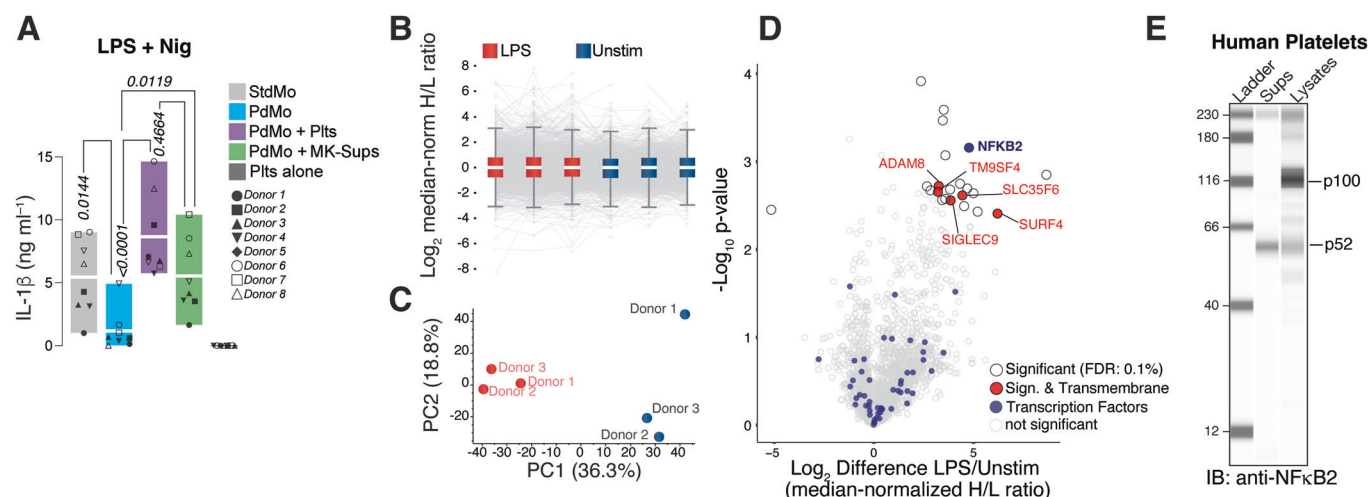 A
LPS + Nig
0.0119
0.0144
<0.0001
0.4664
StdMo
PdMo
PdMo + Plts
PdMo + MK-Sups
Plts alone
Donor 1
Donor 2
Donor 3
Donor 4
Donor 5
Donor 6
Donor 7
Donor 8
IL-1β (ng ml⁻¹)
15
10
5
0
B
LPS
Unstim
Log₂ median-norm H/L ratio
8
6
4
2
0
-2
-4
-6
-8
C
PC2 (18.8%)
40
20
0
-20
Donor 1
Donor 3
Donor 1
Donor 2
Donor 3
Donor 2
-40 -30 -20 -10 0 10 20 30 40
PC1 (36.3%)
D
-Log₁₀ p-value
4
3
2
1
0
NFKB2
ADAM8
TM9SF4
SLC35F6
SURF4
SIGLEC9
Significant (FDR: 0.1%)
Sign. & Transmembrane
Transcription Factors
not significant
-5 0 5
Log₂ Difference LPS/Unstim
(median-normalized H/L ratio)
E
Human Platelets
Ladder
Sups
Lysates
230
180
116
66
40
12
p100
p52
IB: anti-NFκB2